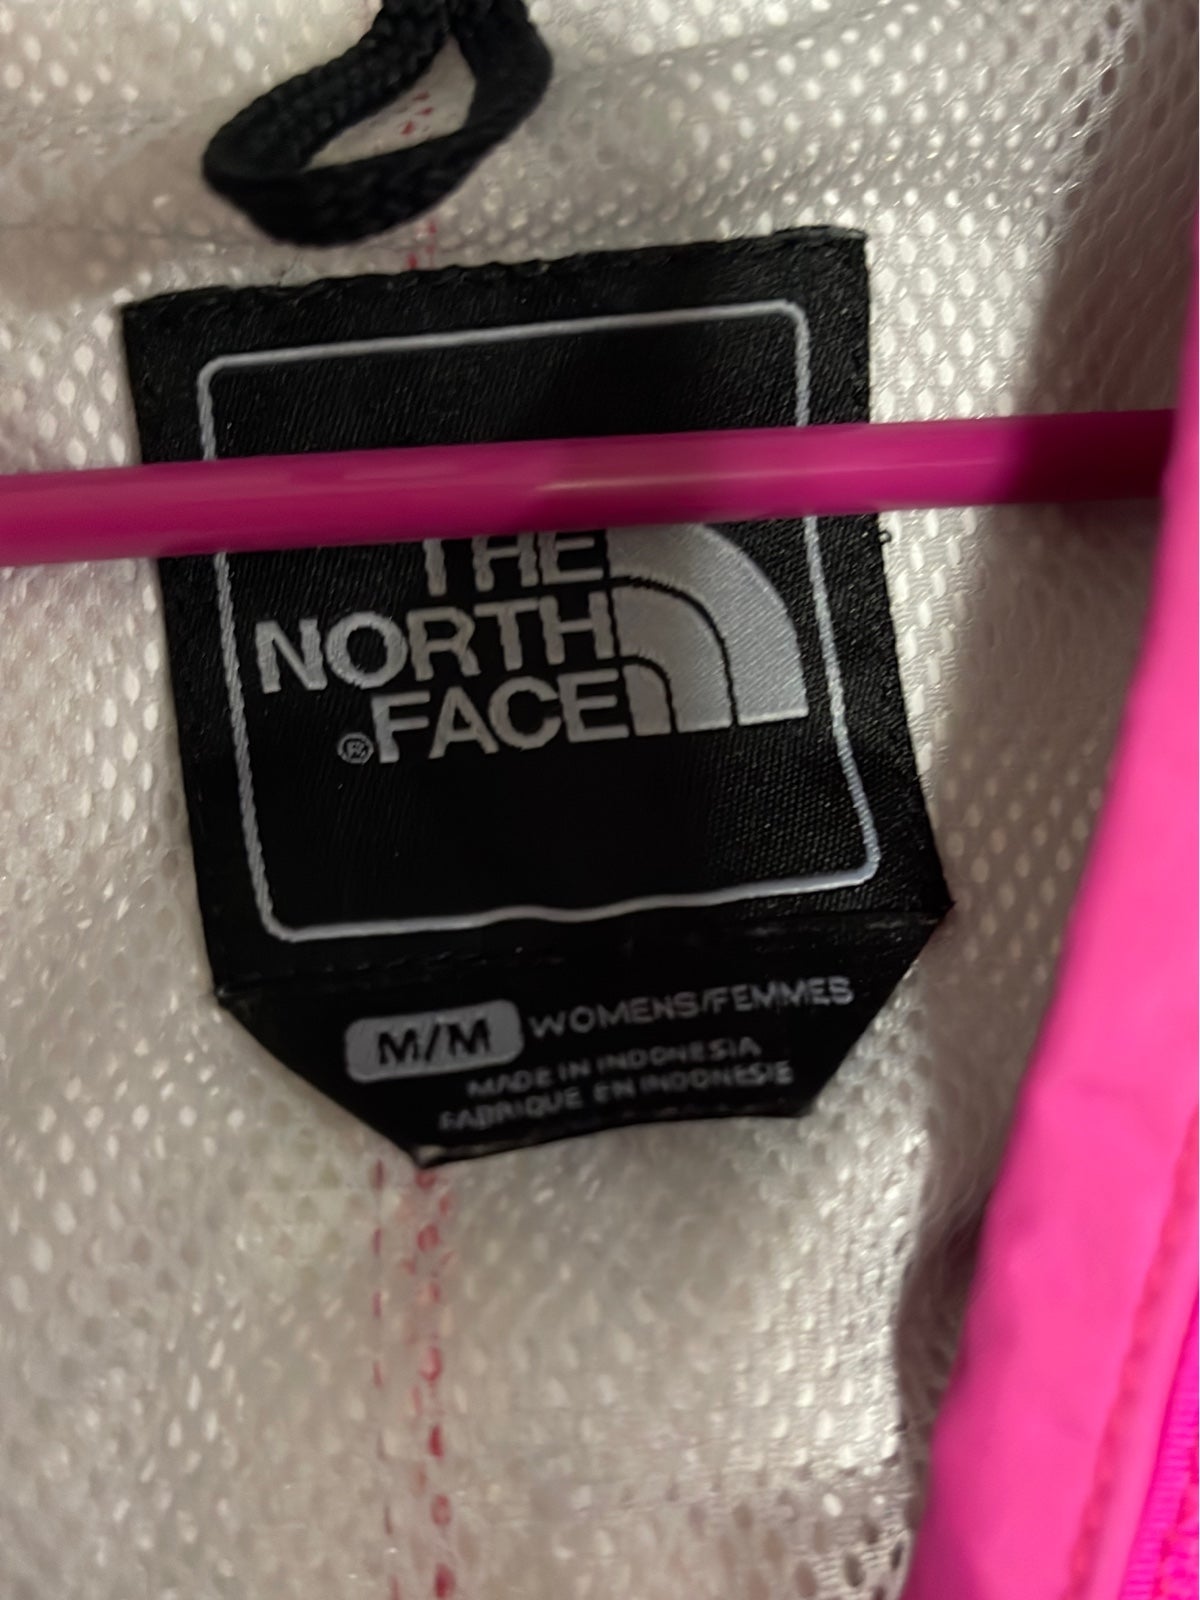 THE
NORTH
®FACE
M/M WOMENS/FEMMES
MADE IN INDONESIA
FABRIQUE EN INDONESIE